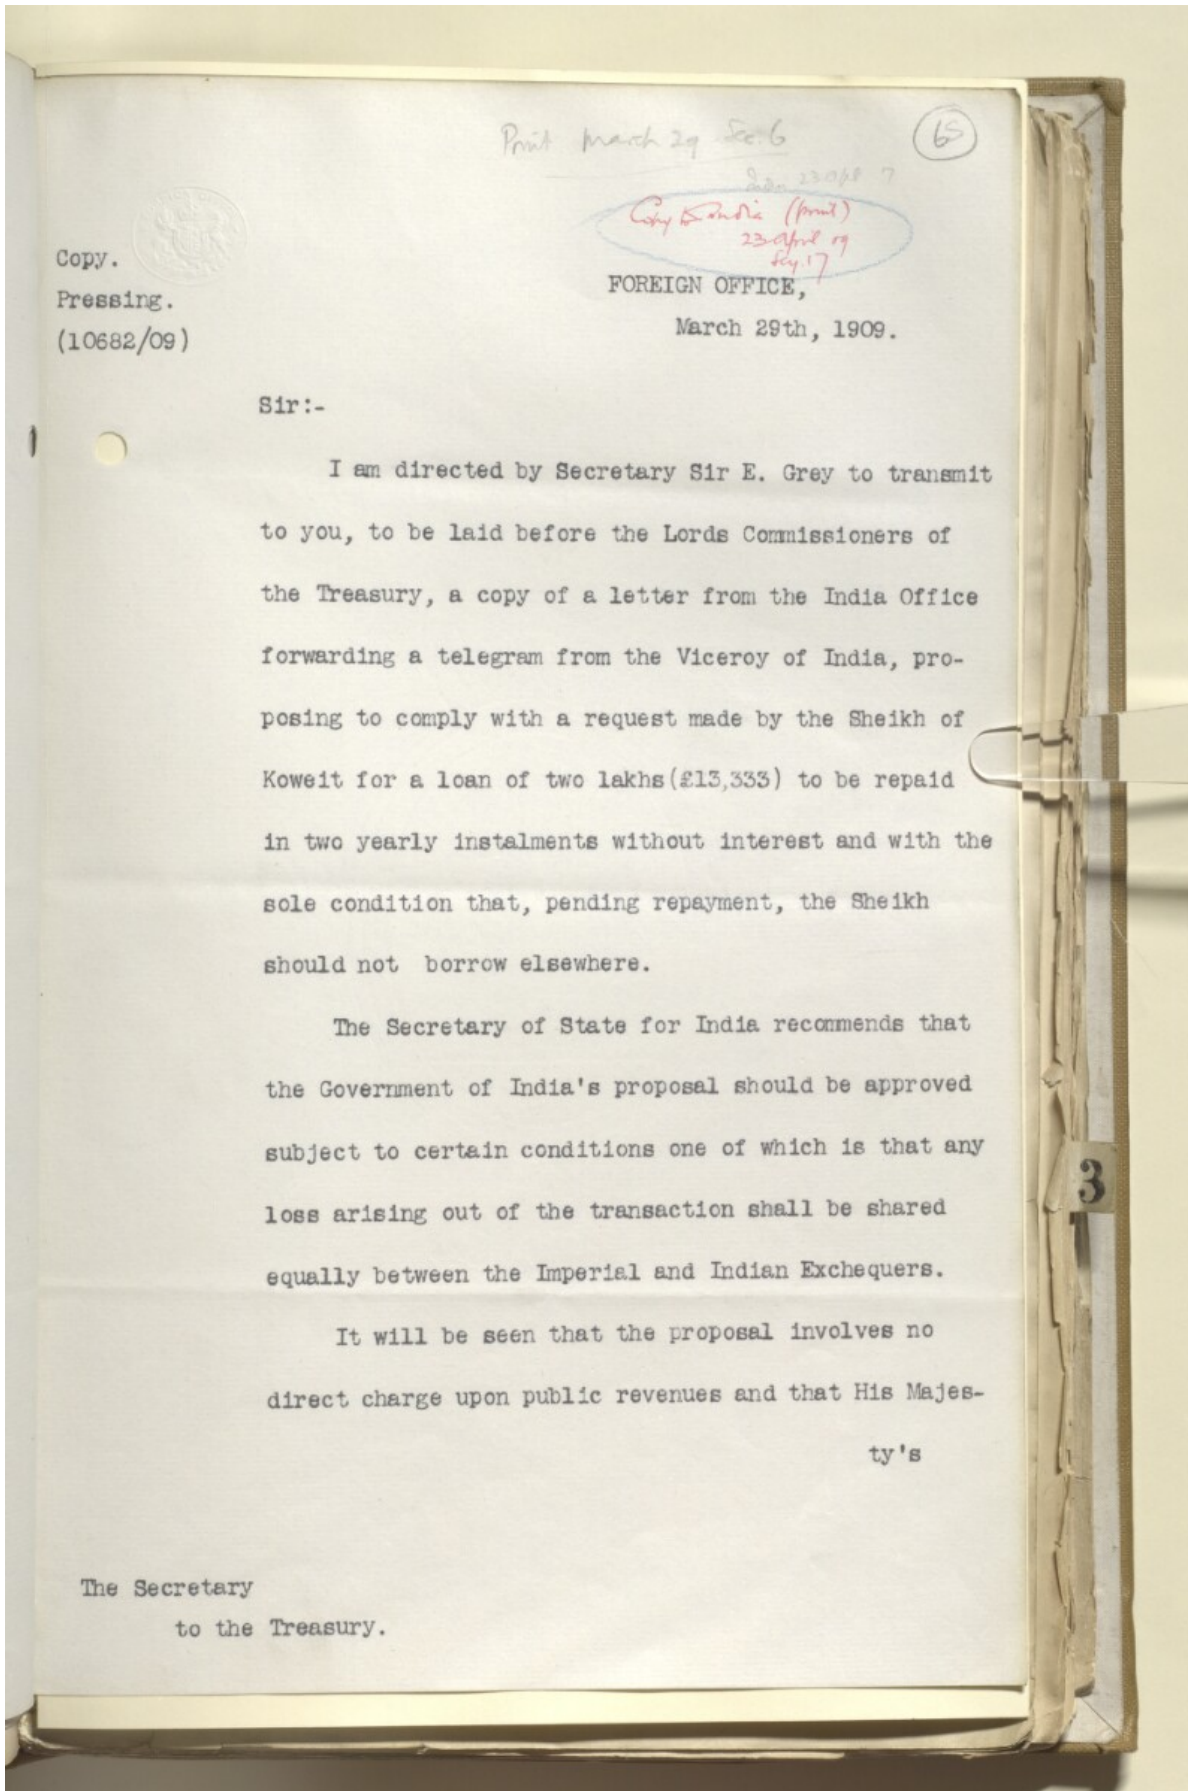 Print March 29 Sec. 6
65
23 Apl 7
Copy to India (print)
23 April 09
Sey. 17
Copy.
Pressing.
(10682/09)
FOREIGN OFFICE,
March 29th, 1909.
Sir:-
I am directed by Secretary Sir E. Grey to transmit
to you, to be laid before the Lords Commissioners of
the Treasury, a copy of a letter from the India Office
forwarding a telegram from the Viceroy of India, pro-
posing to comply with a request made by the Sheikh of
Koweit for a loan of two lakhs(£13,333) to be repaid
in two yearly instalments without interest and with the
sole condition that, pending repayment, the Sheikh
should not borrow elsewhere.
The Secretary of State for India recommends that
the Government of India's proposal should be approved
subject to certain conditions one of which is that any
loss arising out of the transaction shall be shared
equally between the Imperial and Indian Exchequers.
It will be seen that the proposal involves no
direct charge upon public revenues and that His Majes-
ty's
The Secretary
to the Treasury.
3